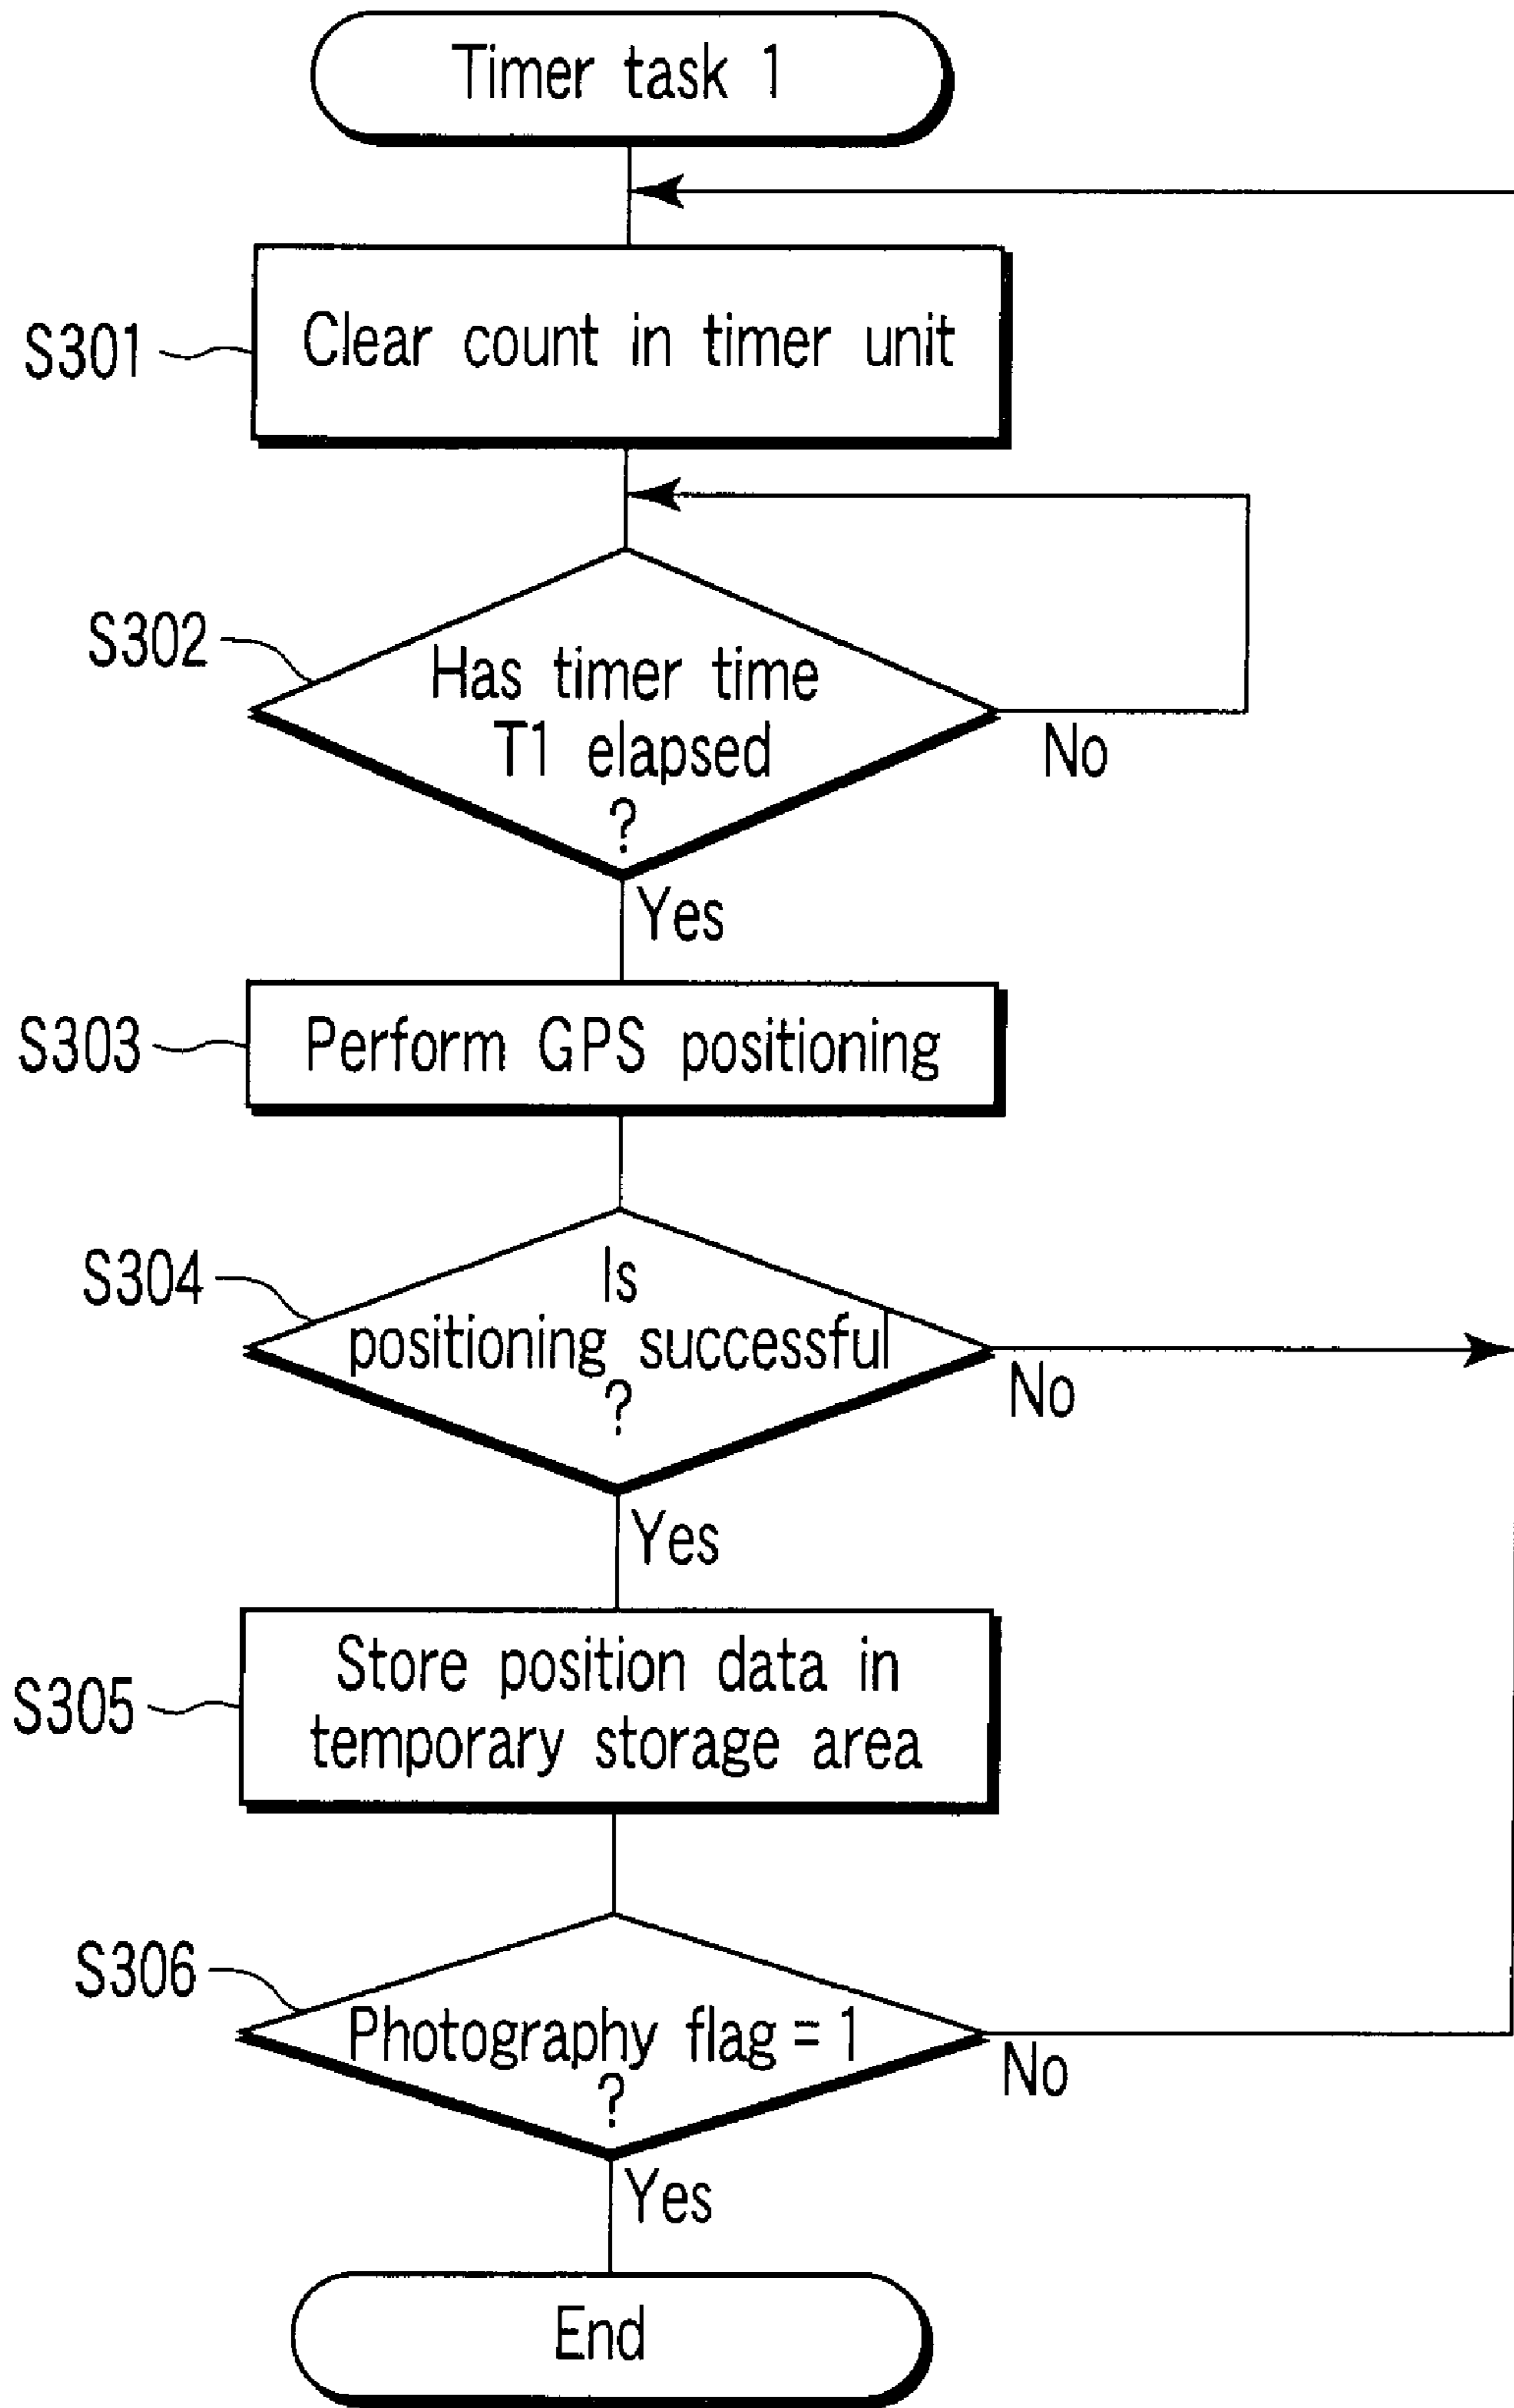 Timer task 1
S301
Clear count in timer unit
S302
Has timer time
T1 elapsed
?
No
Yes
S303
Perform GPS positioning
S304
Is
positioning successful
?
No
Yes
S305
Store position data in
temporary storage area
S306
Photography flag = 1
?
No
Yes
End